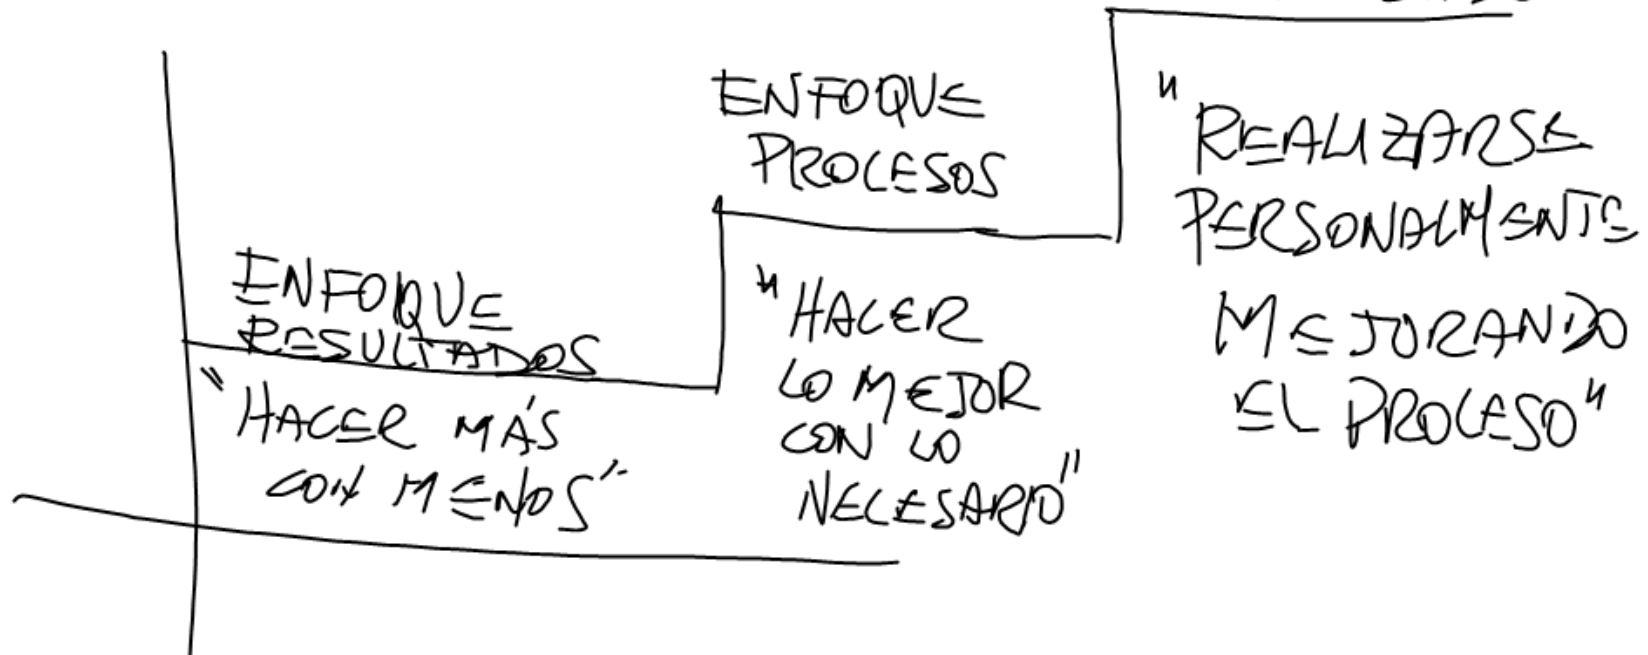 ENFOQUE
RESULTADOS
"HACER MÁS
CON MENOS"
ENFOQUE
PROCESOS
"HACER
LO MEJOR
CON LO
NECESARIO"
"REALIZARSE
PERSONALMENTE
MEJORANDO
EL PROCESO"